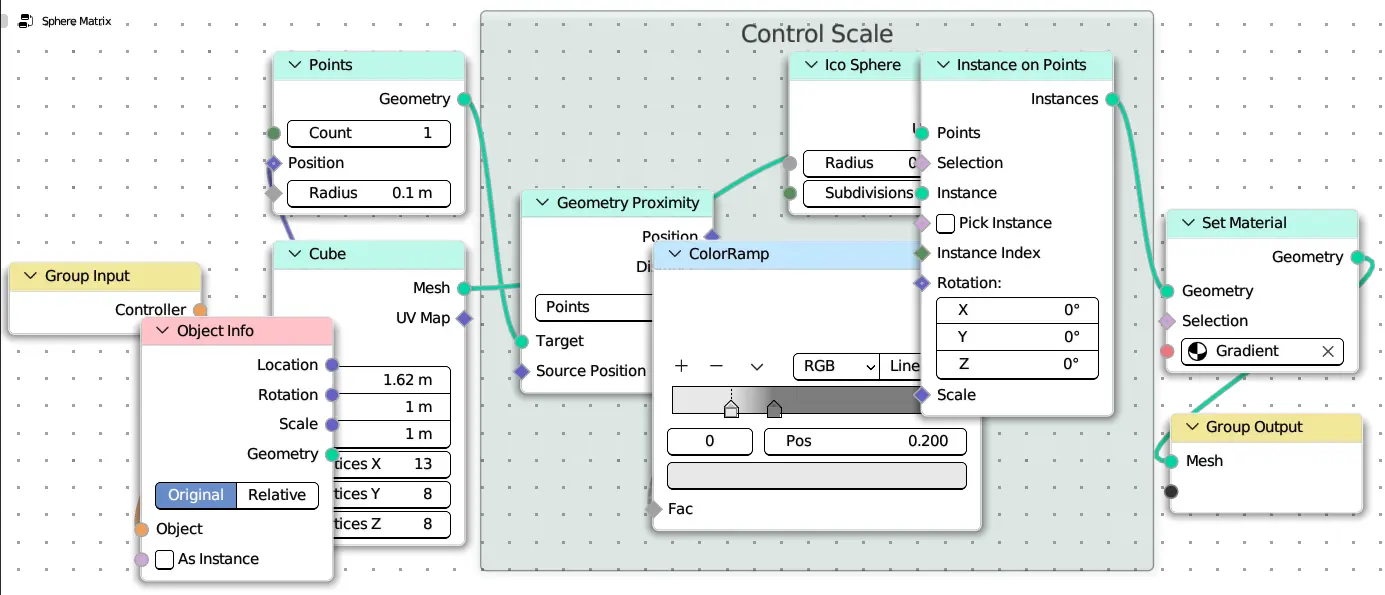 Sphere Matrix
Control Scale
Points
Geometry
Count 1
Position
Radius 0.1 m
Ico Sphere
Radius
Subdivisions
Instance on Points
Instances
Points
Selection
Instance
Pick Instance
Instance Index
Rotation:
X 0°
Y 0°
Z 0°
Scale
Geometry Proximity
Position
Points
Target
Source Position
Cube
Mesh
UV Map
1.62 m
1 m
1 m
tices X 13
tices Y 8
tices Z 8
Group Input
Controller
Object Info
Location
Rotation
Scale
Geometry
Original Relative
Object
As Instance
ColorRamp
RGB Line
0 Pos 0.200
Fac
Set Material
Geometry
Geometry
Selection
Gradient
Group Output
Mesh